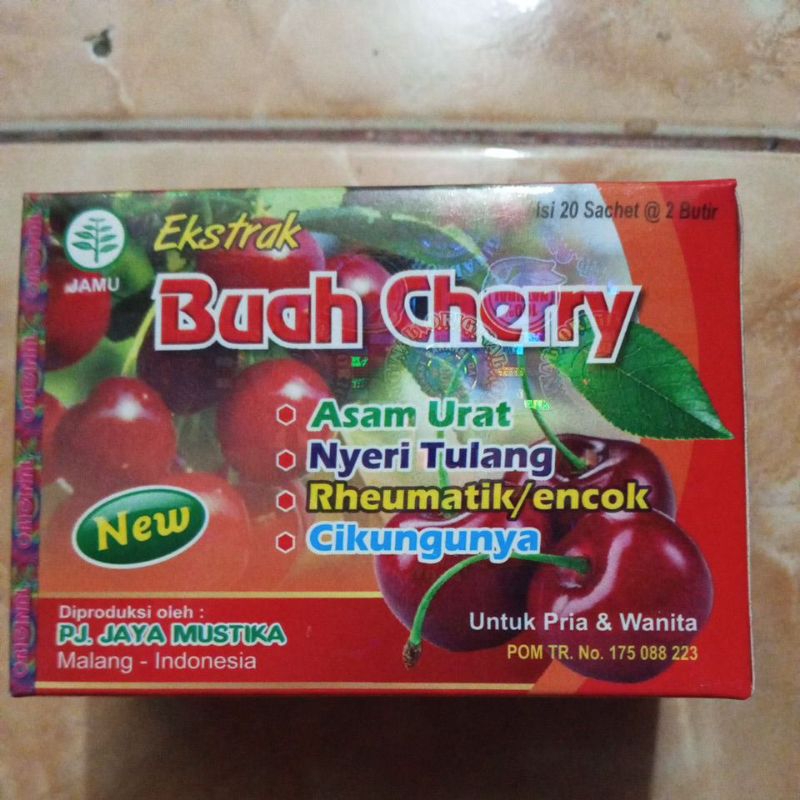 Isi 20 Sachet @ 2 Butir
JAMU
Ekstrak
Buah Cherry
Asam Urat
Nyeri Tulang
Rheumatik/encok
Cikungunya
New
Diproduksi oleh :
PJ. JAYA MUSTIKA
Malang - Indonesia
Untuk Pria & Wanita
POM TR. No. 175 088 223
ORIGINAL